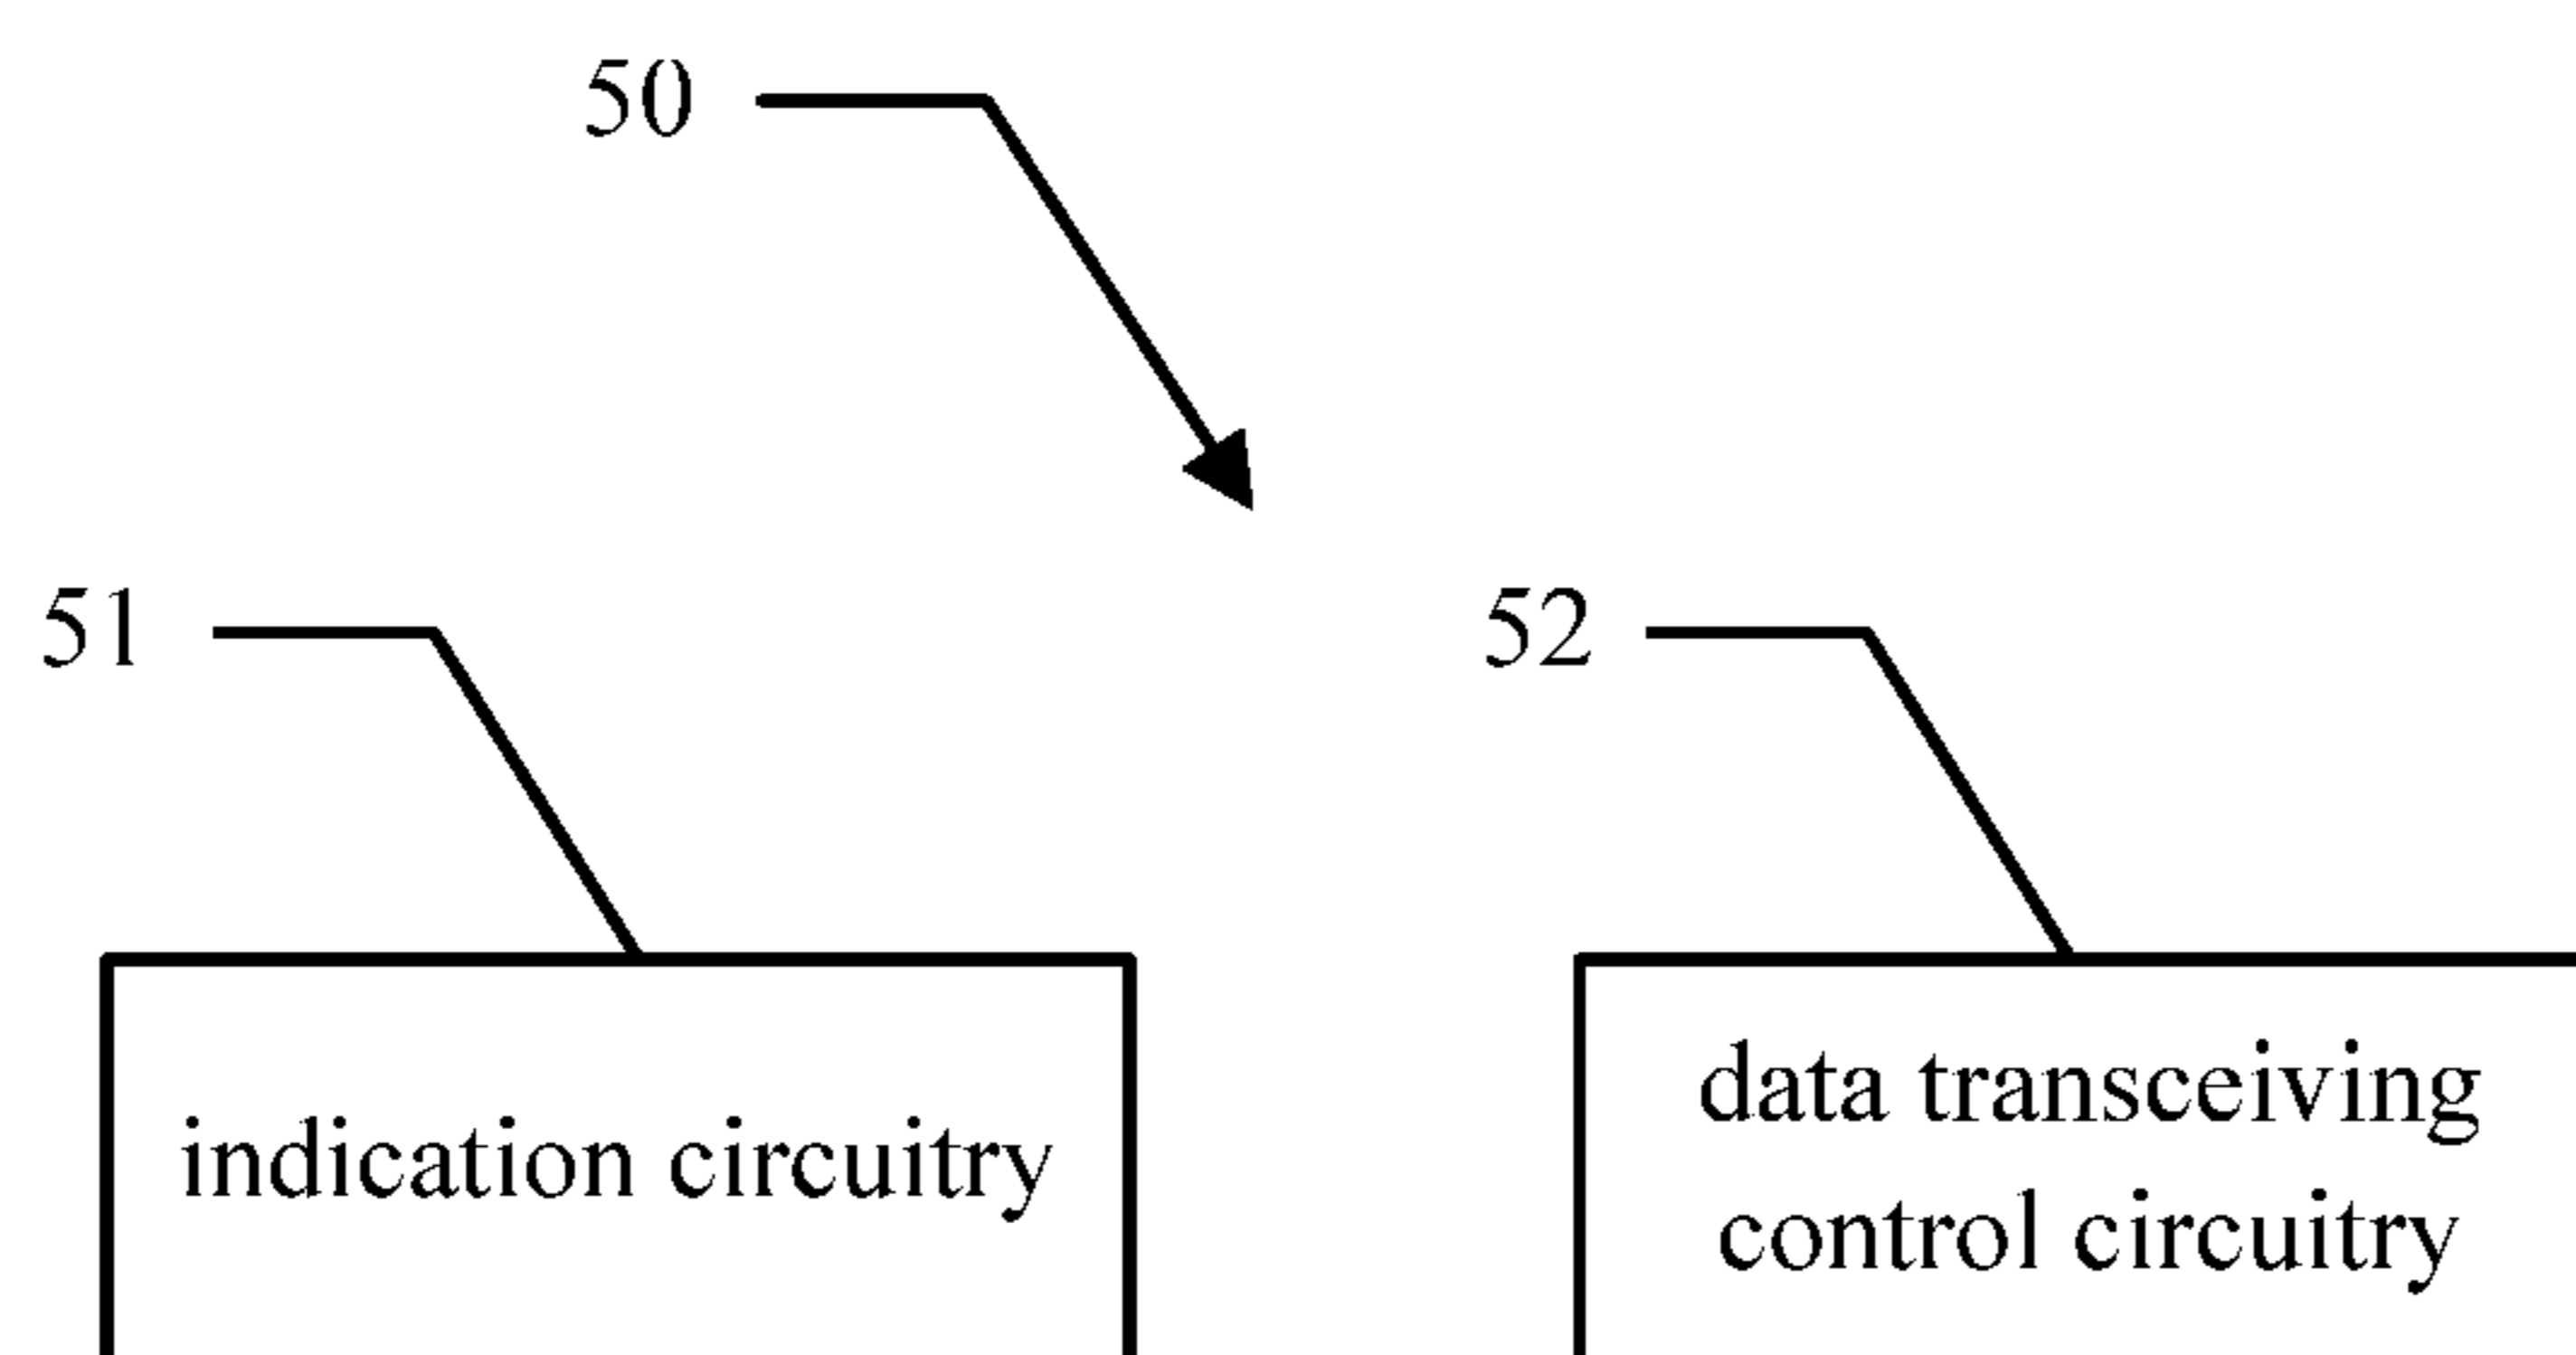 50
51
52
indication circuitry
data transceiving
control circuitry